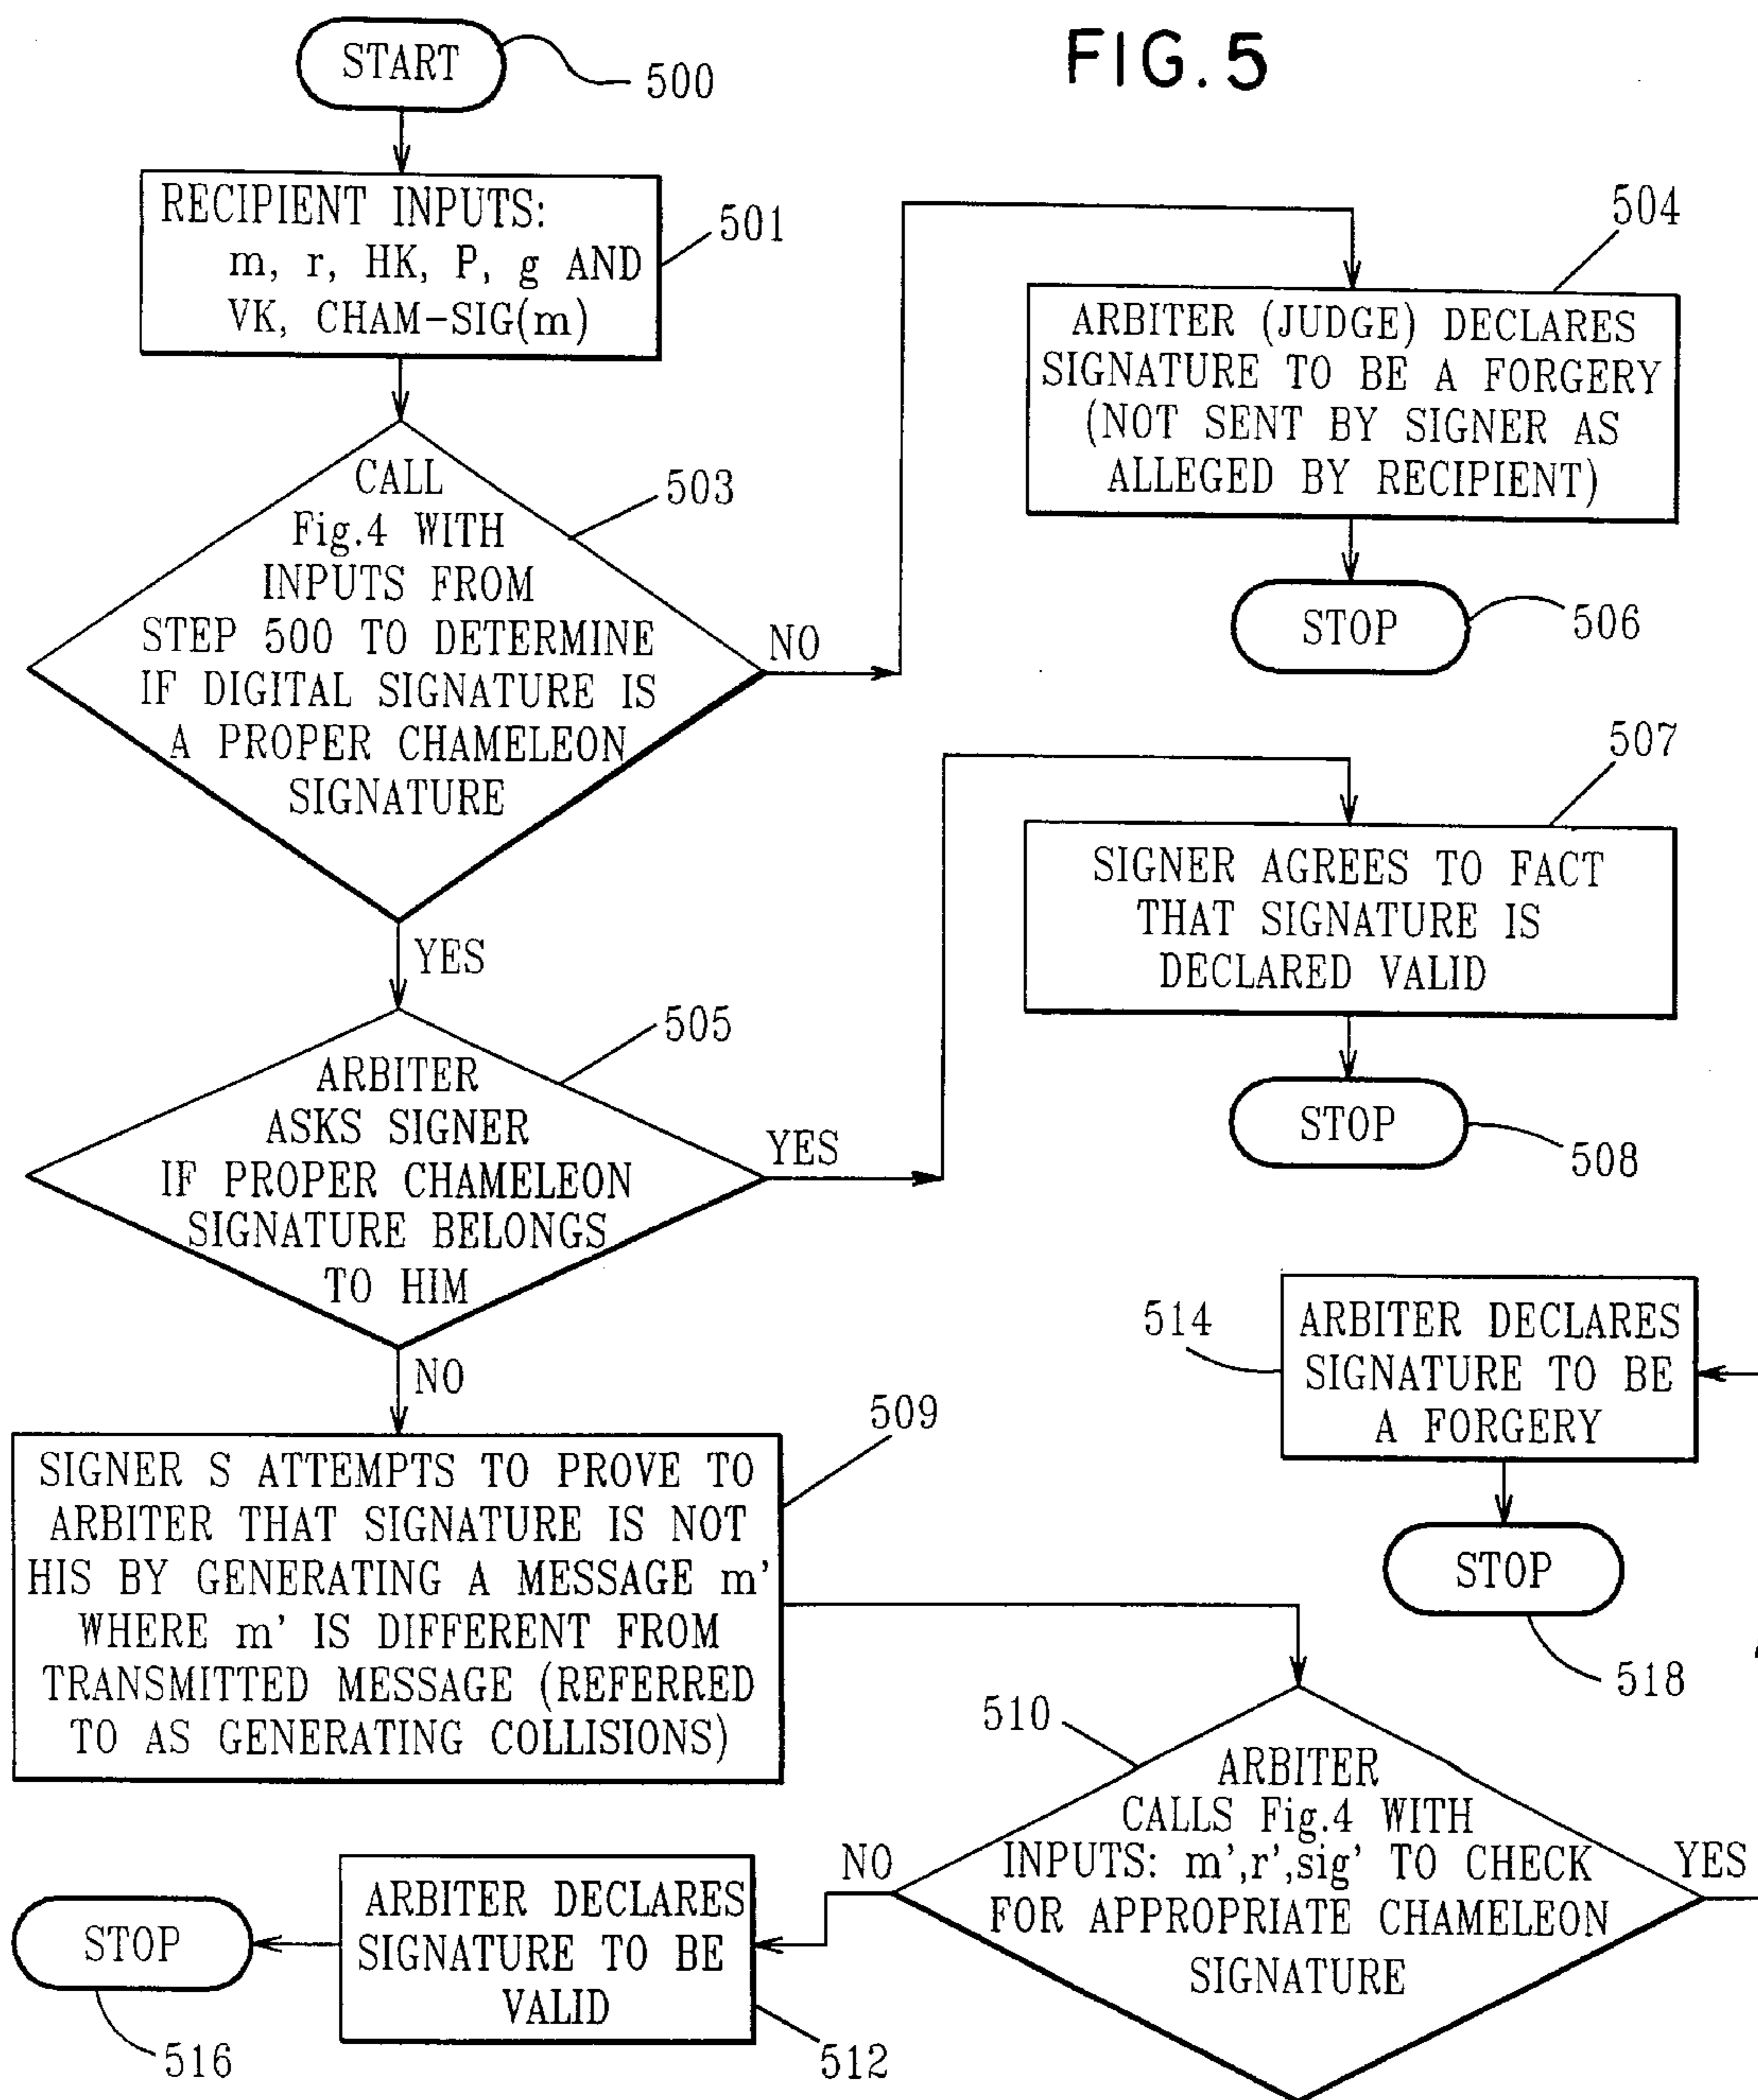 FIG.5
START
500
RECIPIENT INPUTS:
m, r, HK, P, g AND
VK, CHAM-SIG(m)
501
504
ARBITER (JUDGE) DECLARES
SIGNATURE TO BE A FORGERY
(NOT SENT BY SIGNER AS
ALLEGED BY RECIPIENT)
STOP
506
CALL
Fig.4 WITH
INPUTS FROM
STEP 500 TO DETERMINE
IF DIGITAL SIGNATURE IS
A PROPER CHAMELEON
SIGNATURE
503
NO
YES
507
SIGNER AGREES TO FACT
THAT SIGNATURE IS
DECLARED VALID
STOP
508
505
ARBITER
ASKS SIGNER
IF PROPER CHAMELEON
SIGNATURE BELONGS
TO HIM
YES
NO
509
SIGNER S ATTEMPTS TO PROVE TO
ARBITER THAT SIGNATURE IS NOT
HIS BY GENERATING A MESSAGE m'
WHERE m' IS DIFFERENT FROM
TRANSMITTED MESSAGE (REFERRED
TO AS GENERATING COLLISIONS)
514
ARBITER DECLARES
SIGNATURE TO BE
A FORGERY
STOP
518
510
ARBITER
CALLS Fig.4 WITH
INPUTS: m',r',sig' TO CHECK
FOR APPROPRIATE CHAMELEON
SIGNATURE
NO
YES
ARBITER DECLARES
SIGNATURE TO BE
VALID
512
STOP
516